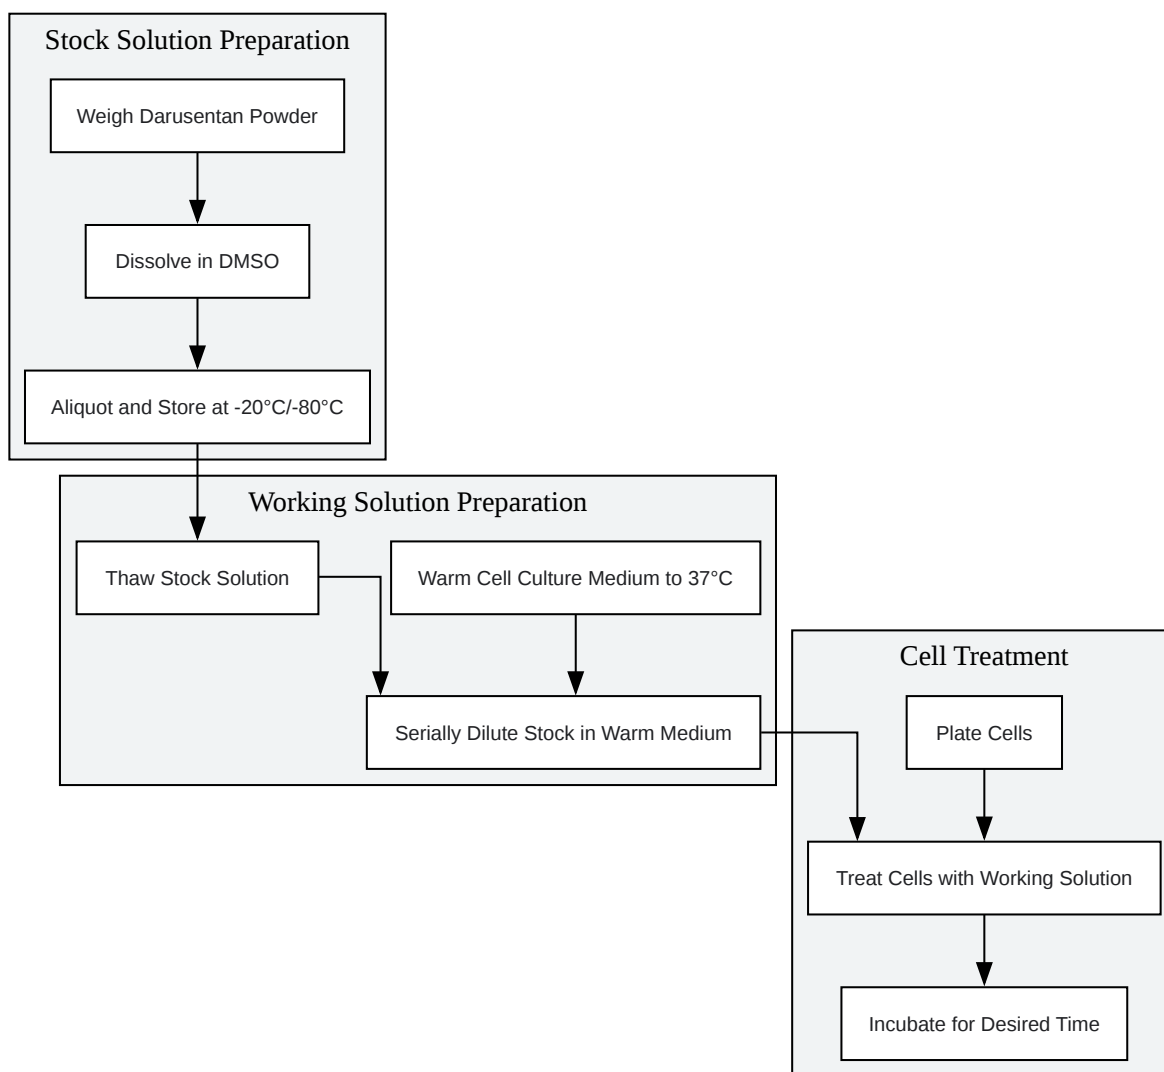 Stock Solution Preparation
Weigh Darusentan Powder
Dissolve in DMSO
Aliquot and Store at -20°C/-80°C
Working Solution Preparation
Thaw Stock Solution
Warm Cell Culture Medium to 37°C
Serially Dilute Stock in Warm Medium
Cell Treatment
Plate Cells
Treat Cells with Working Solution
Incubate for Desired Time